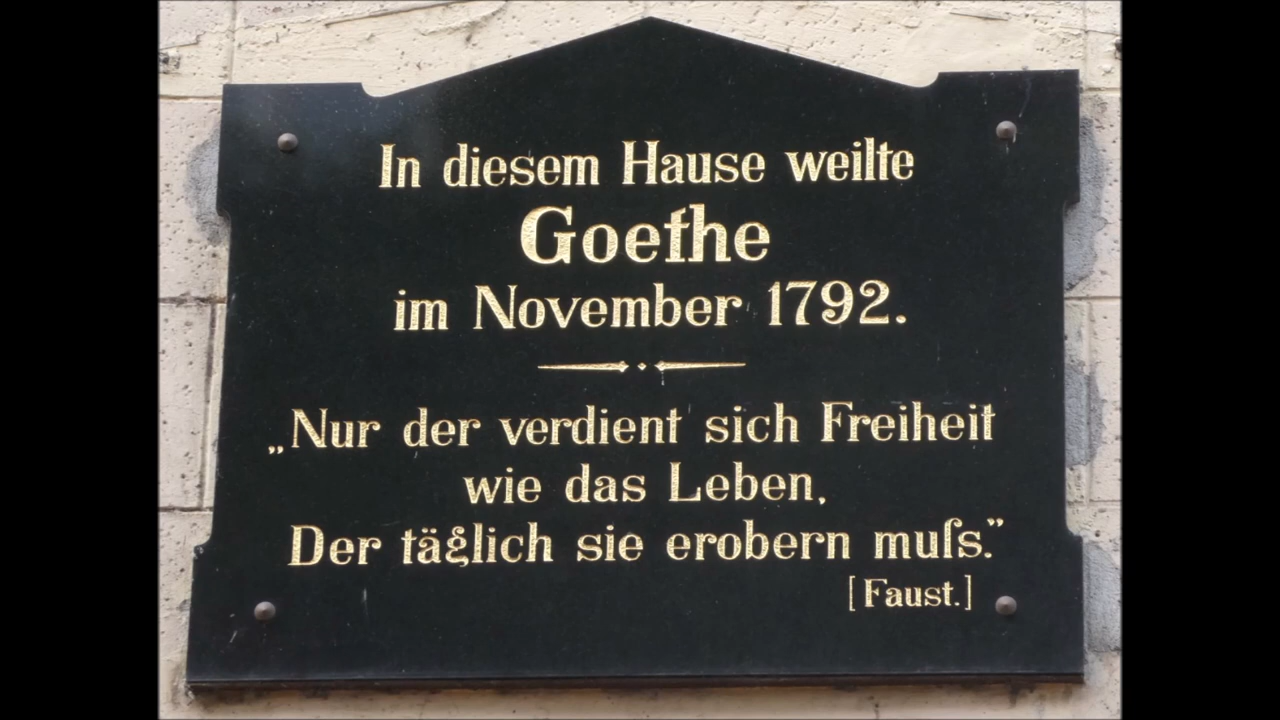 In diesem Hause weilte
Goethe
im November 1792.
„Nur der verdient sich Freiheit
wie das Leben,
Der täglich sie erobern muſs.”
[Faust.]